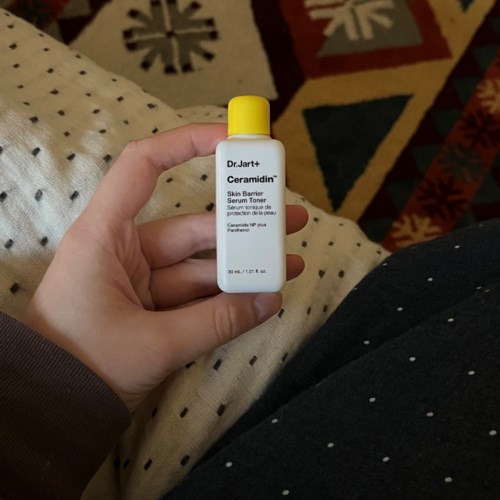 Dr.Jart+
Ceramidin™
Skin Barrier
Serum Toner
Sérum tonique de
protection de la peau
Ceramide NP plus
Panthenol
30 mL / 1.01 fl oz